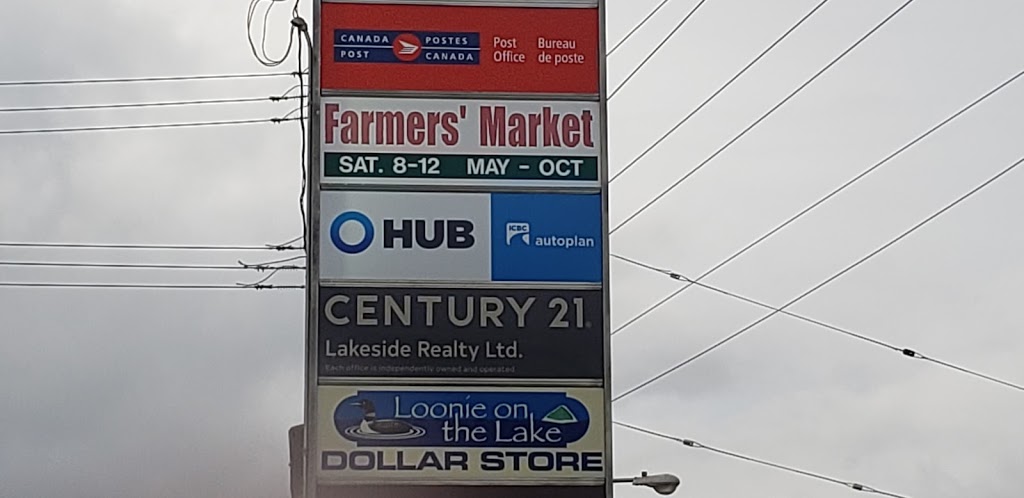 CANADA POSTES
POST CANADA
Post Bureau
Office de poste
Farmers' Market
SAT. 8-12 MAY - OCT
HUB
ICBC
autoplan
CENTURY 21®
Lakeside Realty Ltd.
Each office is independently owned and operated
Loonie on
the Lake
DOLLAR STORE